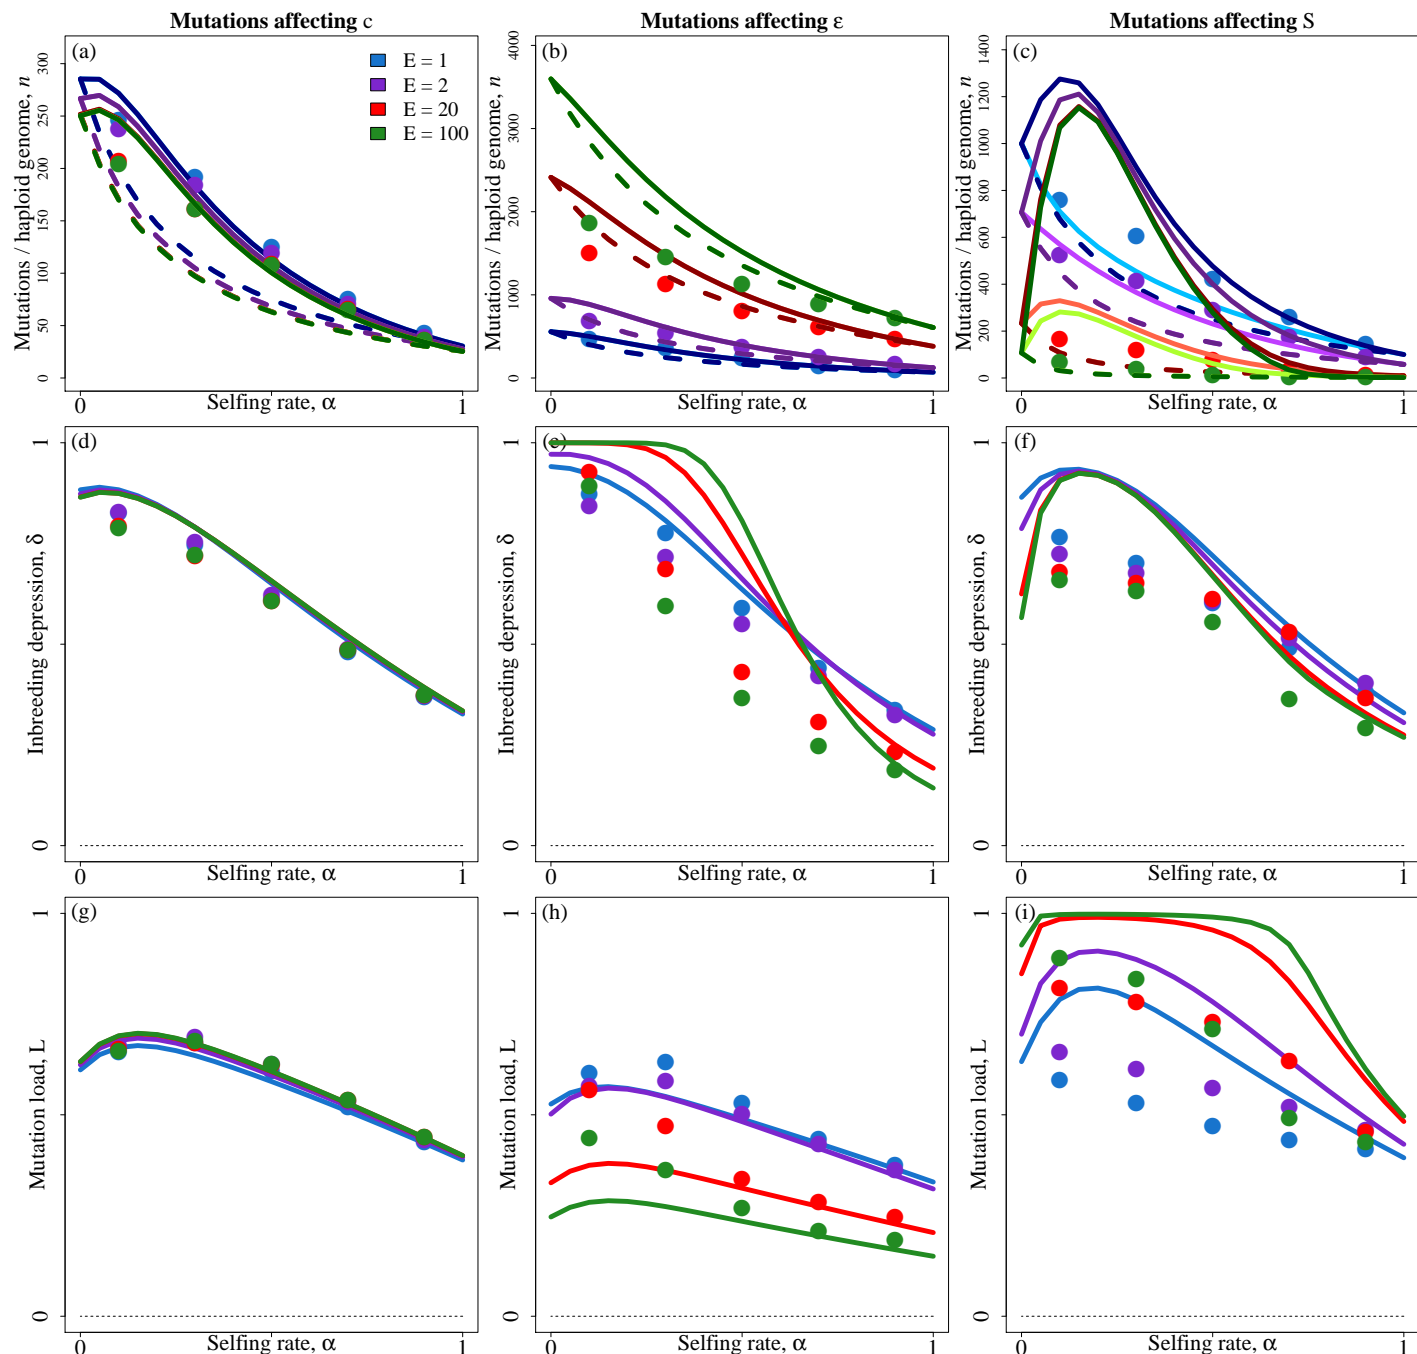 Mutations affecting c
Mutations affecting ε
Mutations affecting S
(a)
E = 1
E = 2
E = 20
E = 100
Mutations / haploid genome, n
0 50 100 150 200 250 300
0 1
Selfing rate, α
(b)
Mutations / haploid genome, n
0 1000 2000 3000 4000
0 1
Selfing rate, α
(c)
Mutations / haploid genome, n
0 200 400 600 800 1000 1200 1400
0 1
Selfing rate, α
(d)
Inbreeding depression, δ
0 1
0 1
Selfing rate, α
(e)
Inbreeding depression, δ
0 1
0 1
Selfing rate, α
(f)
Inbreeding depression, δ
0 1
0 1
Selfing rate, α
(g)
Mutation load, L
0 1
0 1
Selfing rate, α
(h)
Mutation load, L
0 1
0 1
Selfing rate, α
(i)
Mutation load, L
0 1
0 1
Selfing rate, α